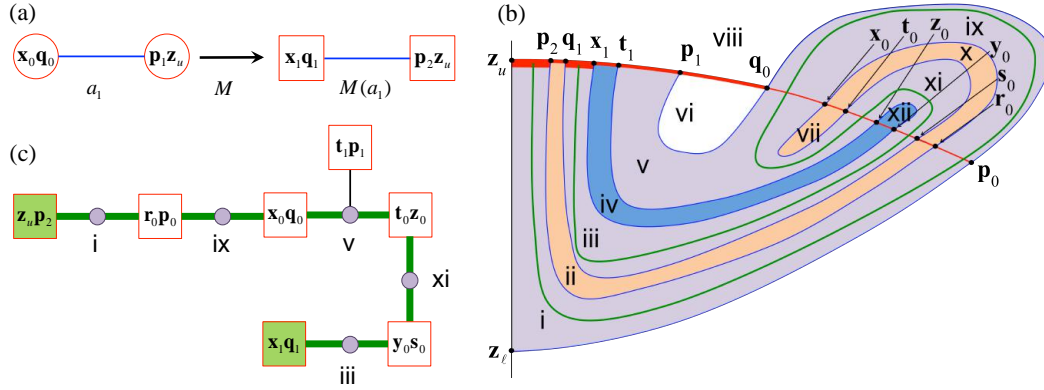 (a)
x₀q₀ p₁zᵤ x₁q₁ p₂zᵤ
a₁ M M(a₁)
(c)
t₁p₁
zᵤp₂ r₀p₀ x₀q₀ t₀z₀
i ix v
xi
x₁q₁ y₀s₀
iii
(b)
p₂ q₁ x₁ t₁ p₁ viii q₀ x₀ t₀ z₀ ix y₀
zᵤ x s₀
xi r₀
vi xii
vii
v p₀
iv
iii
ii
i
z_ℓ